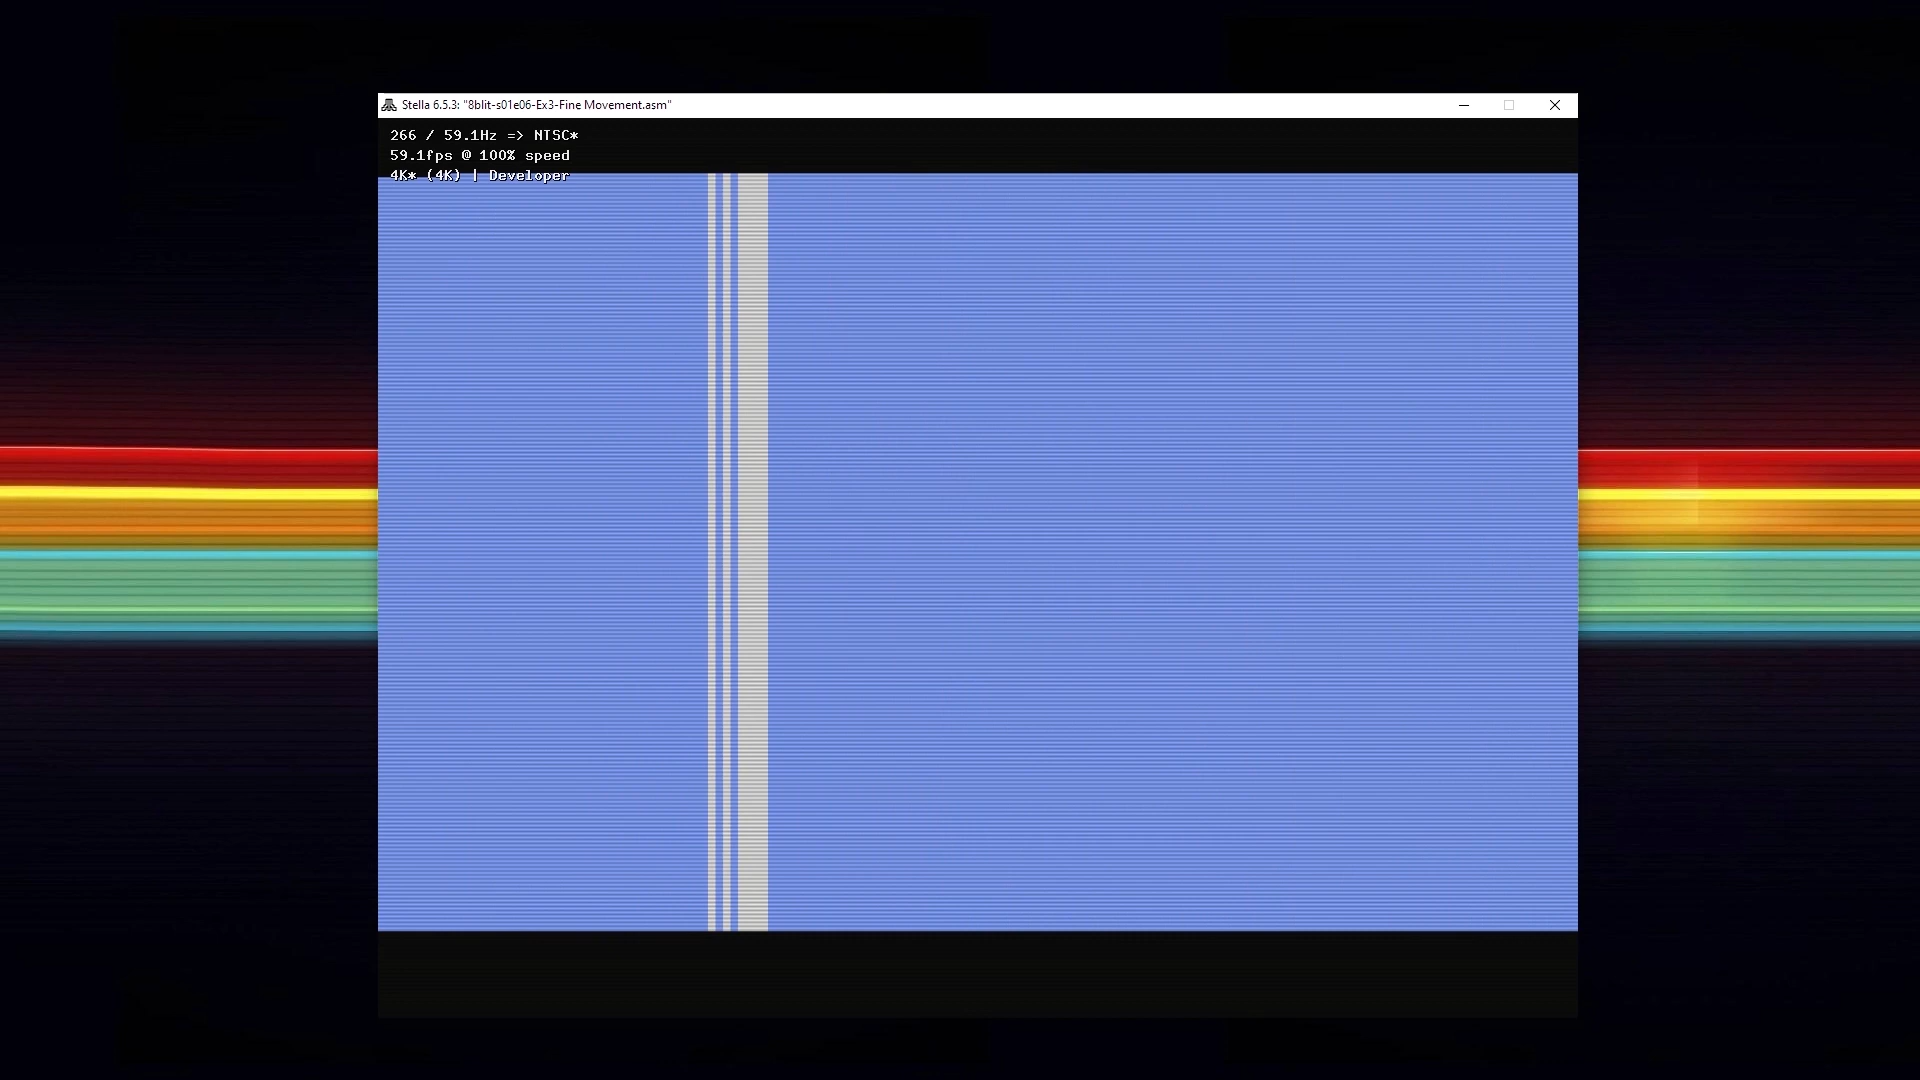 Stella 6.5.3: "8blit-s01e06-Ex3-Fine Movement.asm"
266 / 59.1Hz => NTSC*
59.1fps @ 100% speed
4K* (4K) | Developer